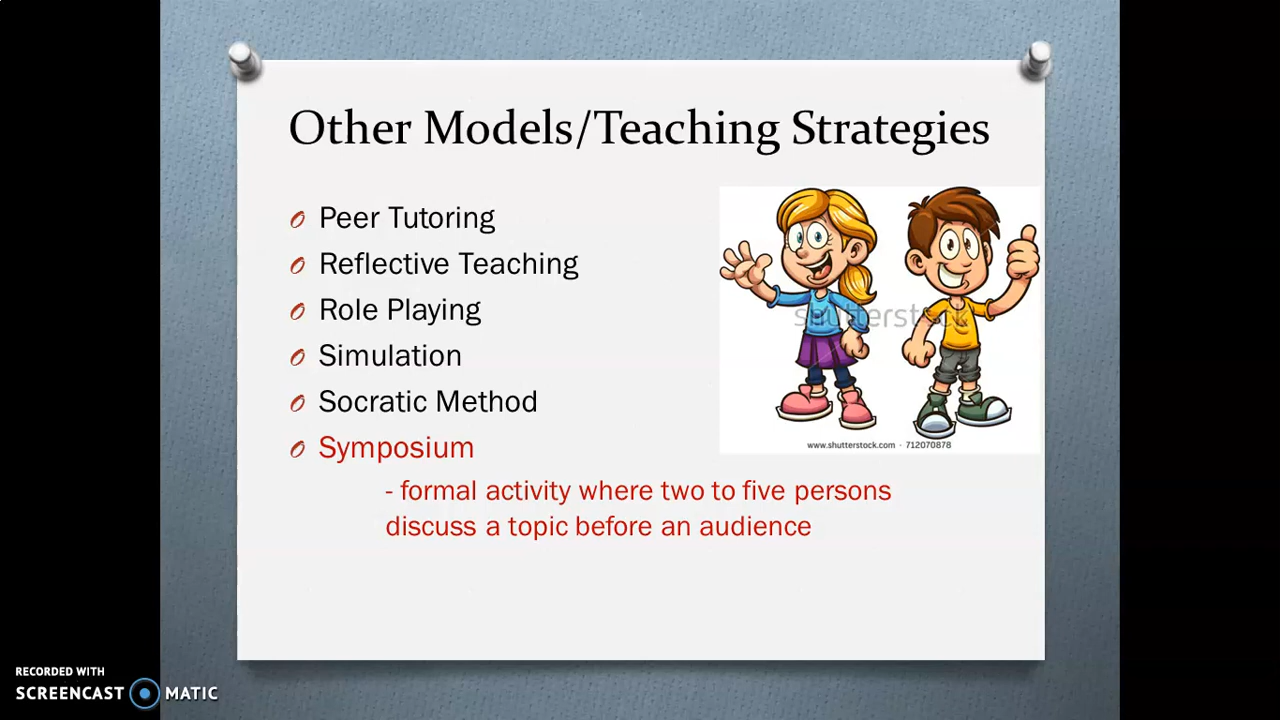 Other Models/Teaching Strategies
Peer Tutoring
Reflective Teaching
Role Playing
Simulation
Socratic Method
Symposium
- formal activity where two to five persons
discuss a topic before an audience
shutterstock
www.shutterstock.com · 712070878
RECORDED WITH
SCREENCAST MATIC